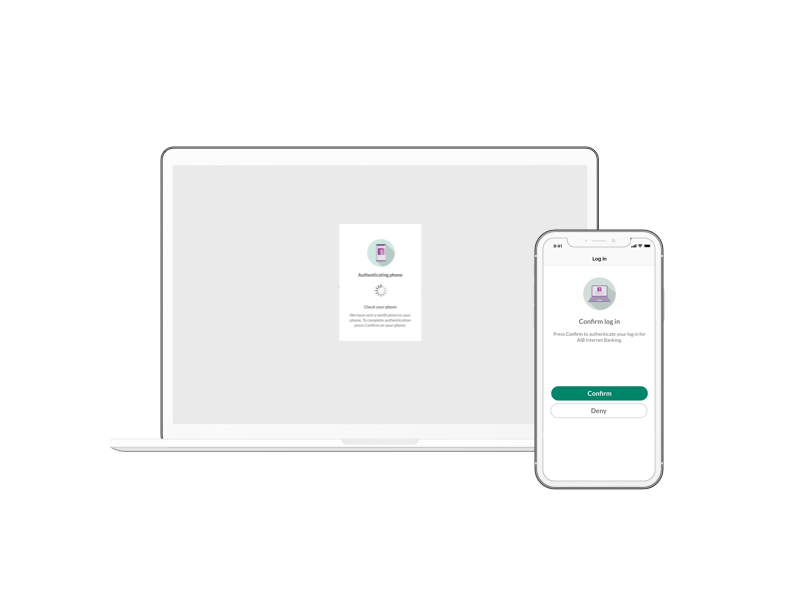 Authenticating phone
Check your phone
We have sent a notification to your
phone. To complete authentication
press Confirm on your phone.
9:41
Log in
Confirm log in
Press Confirm to authenticate your log in for
AIB Internet Banking.
Confirm
Deny